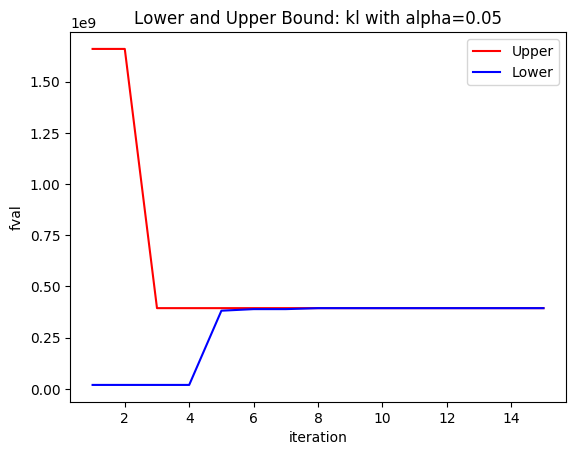 Lower and Upper Bound: kl with alpha=0.05
1e9
Upper
Lower
1.50
1.25
1.00
0.75
0.50
0.25
0.00
fval
2 4 6 8 10 12 14
iteration